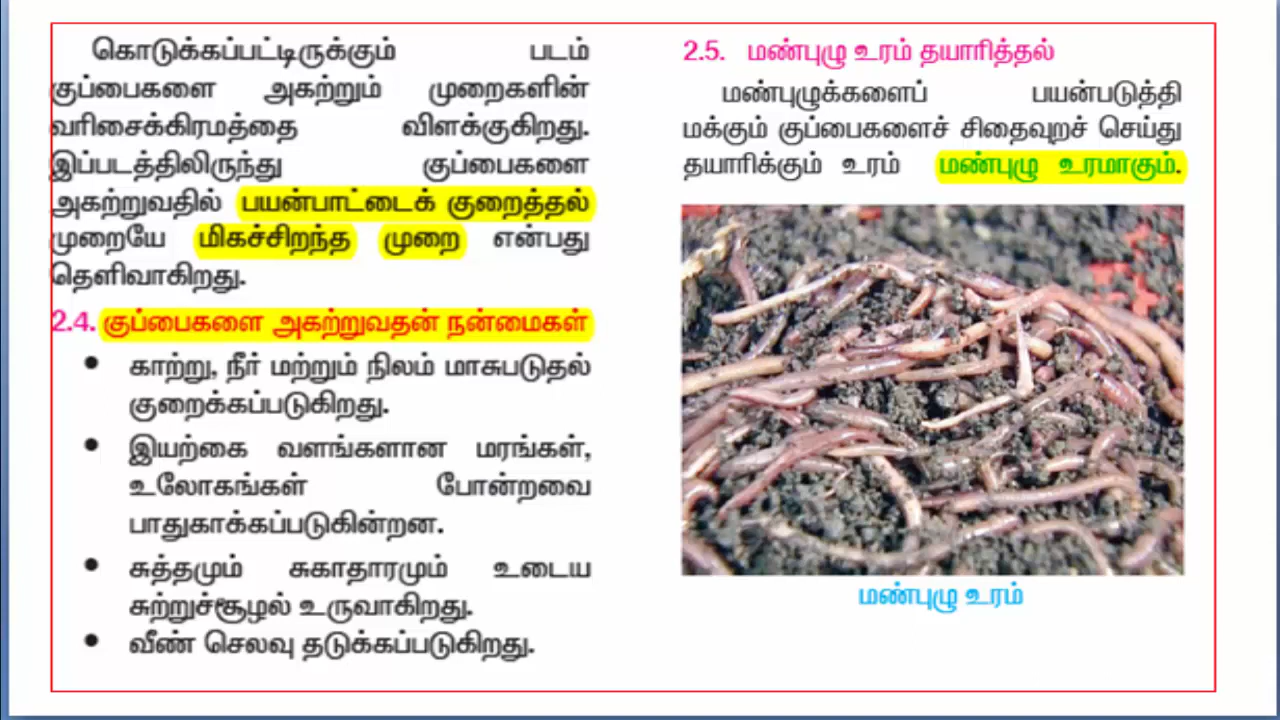 கொடுக்கப்பட்டிருக்கும் படம்
குப்பைகளை அகற்றும் முறைகளின்
வரிசைக்கிரமத்தை விளக்குகிறது.
இப்படத்திலிருந்து குப்பைகளை
அகற்றுவதில் பயன்பாட்டைக் குறைத்தல்
முறையே மிகச்சிறந்த முறை என்பது
தெளிவாகிறது.
2.4. குப்பைகளை அகற்றுவதன் நன்மைகள்
• காற்று, நீர் மற்றும் நிலம் மாசுபடுதல்
குறைக்கப்படுகிறது.
• இயற்கை வளங்களான மரங்கள்,
உலோகங்கள் போன்றவை
பாதுகாக்கப்படுகின்றன.
• சுத்தமும் சுகாதாரமும் உடைய
சுற்றுச்சூழல் உருவாகிறது.
• வீண் செலவு தடுக்கப்படுகிறது.
2.5. மண்புழு உரம் தயாரித்தல்
மண்புழுக்களைப் பயன்படுத்தி
மக்கும் குப்பைகளைச் சிதைவுறச் செய்து
தயாரிக்கும் உரம் மண்புழு உரமாகும்.
மண்புழு உரம்